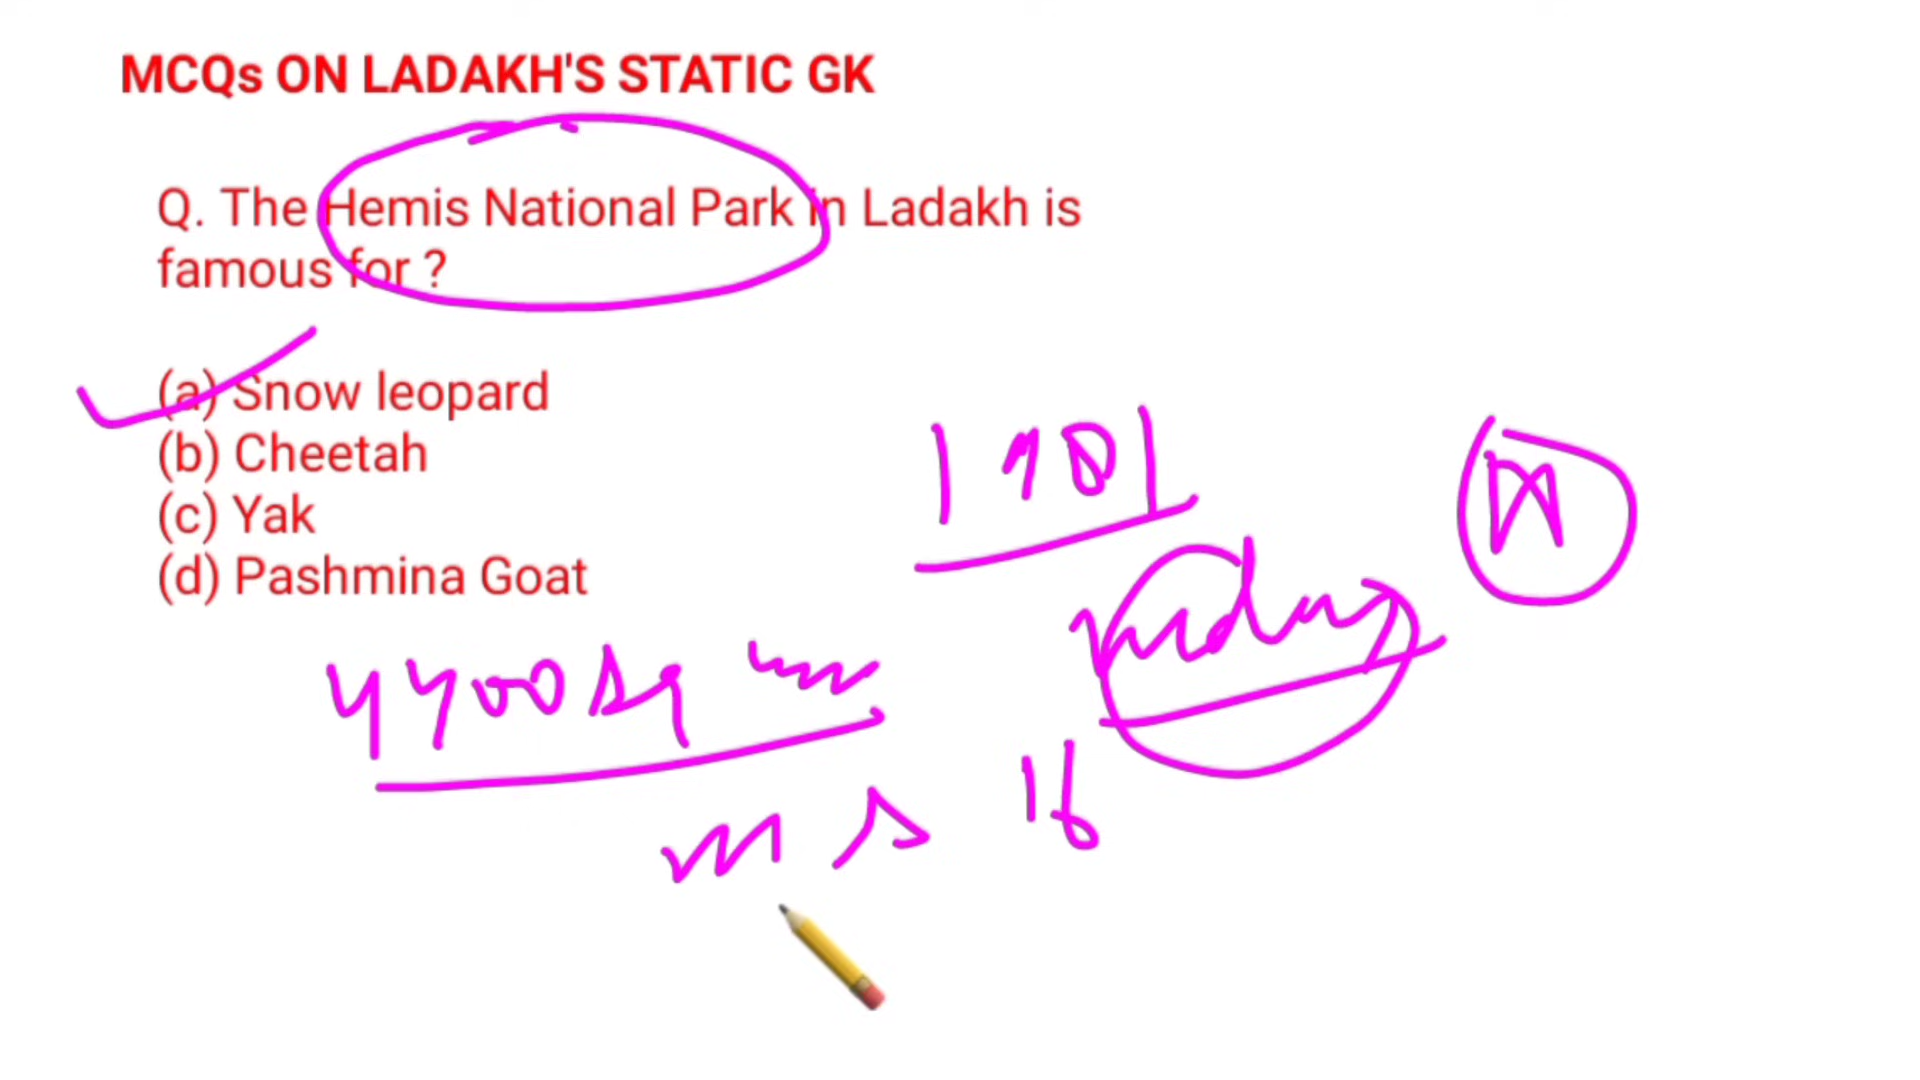 MCQs ON LADAKH'S STATIC GK
Q. The Hemis National Park in Ladakh is
famous for ?
(a) Snow leopard
(b) Cheetah
(c) Yak
(d) Pashmina Goat
1981
4400 sq
16